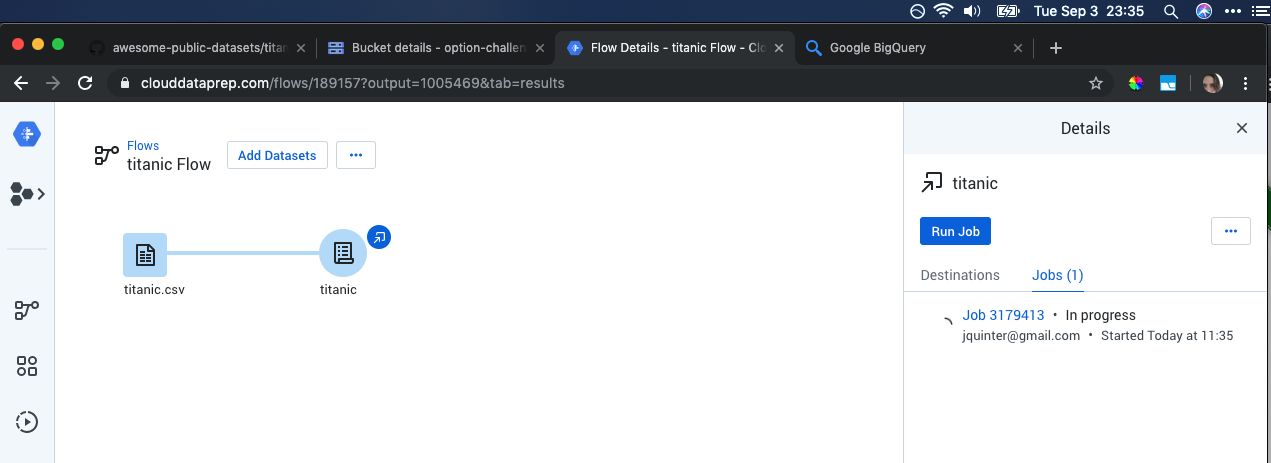 Tue Sep 3 23:35
awesome-public-datasets/titan
Bucket details - option-challen
Flow Details - titanic Flow - Clo
Google BigQuery
clouddataprep.com/flows/189157?output=1005469&tab=results
Flows
titanic Flow
Add Datasets
...
titanic.csv
titanic
Details
titanic
Run Job
...
Destinations
Jobs (1)
Job 3179413 • In progress
jquinter@gmail.com • Started Today at 11:35